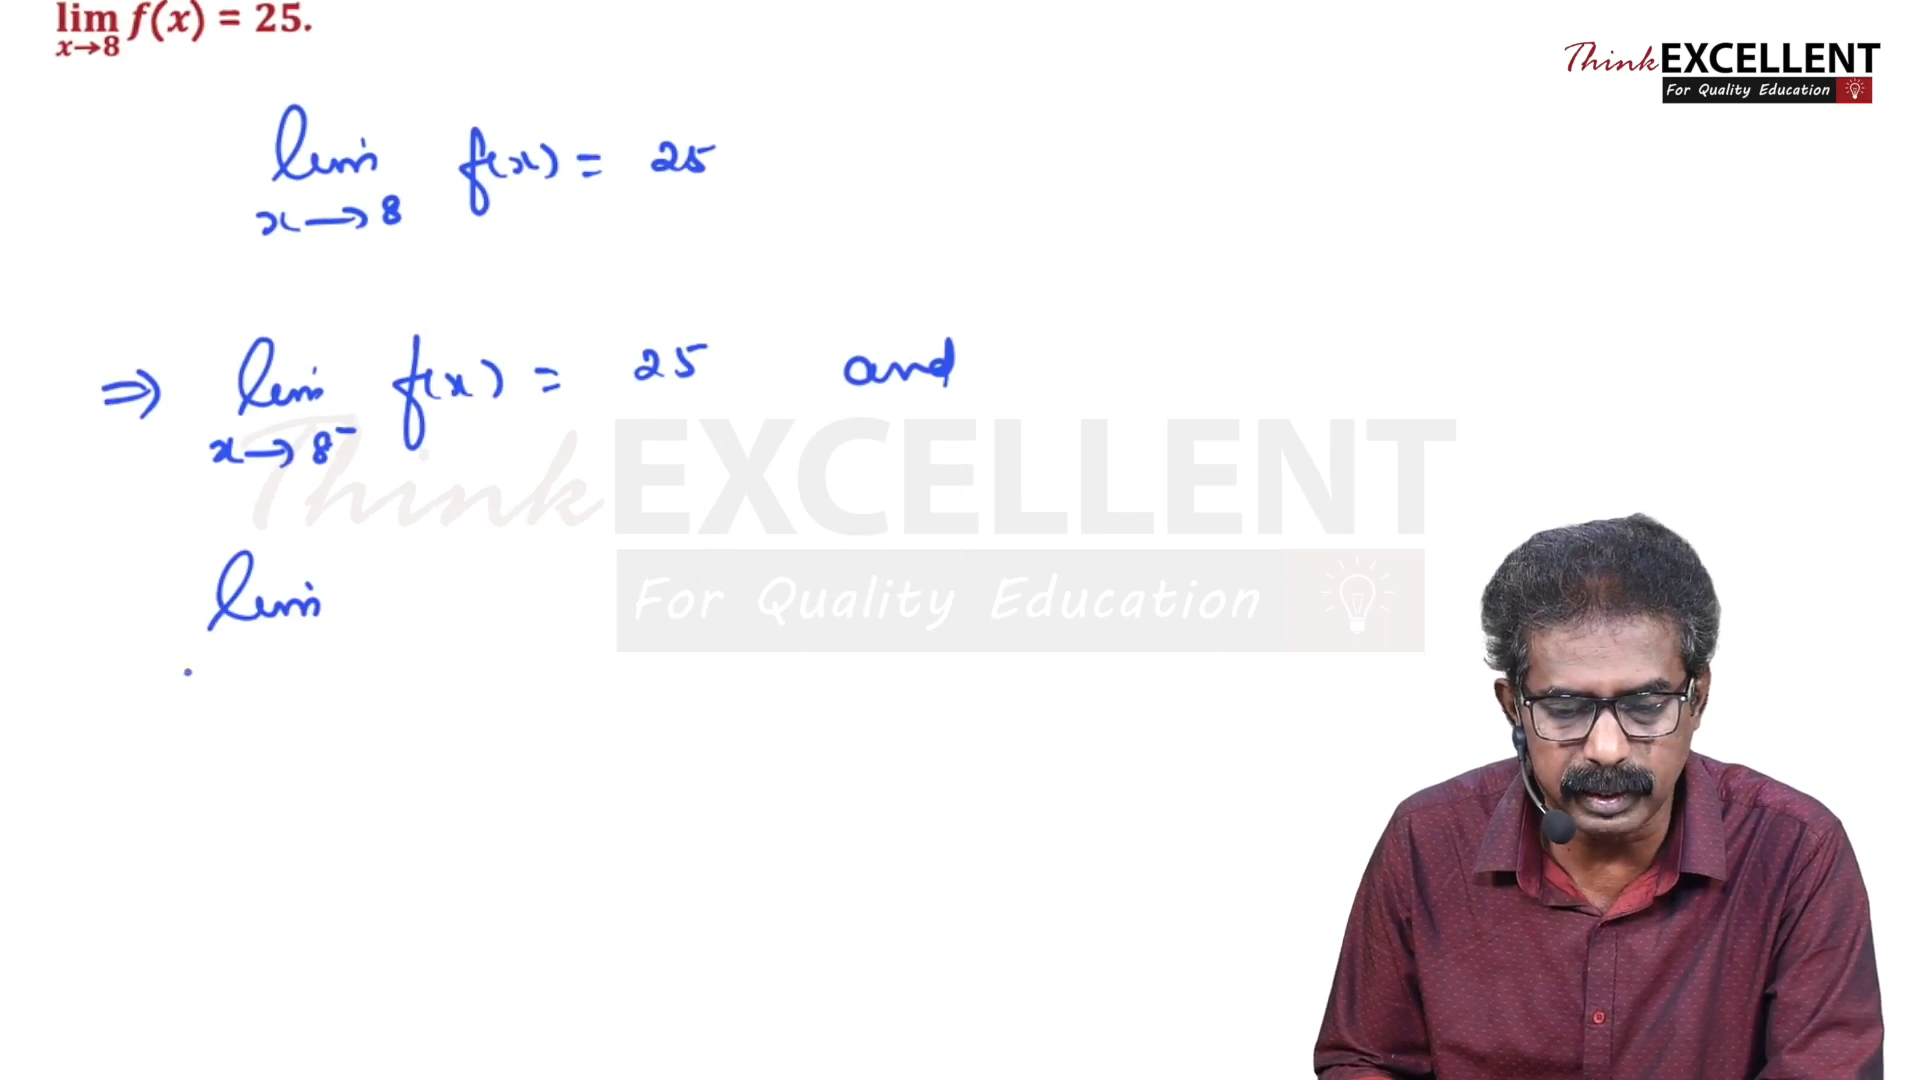 lim f(x) = 25.
x→8
Think EXCELLENT
For Quality Education
lim f(x) = 25
x → 8
⇒ lim f(x) = 25 and
x → 8⁻
Think EXCELLENT
For Quality Education
lim